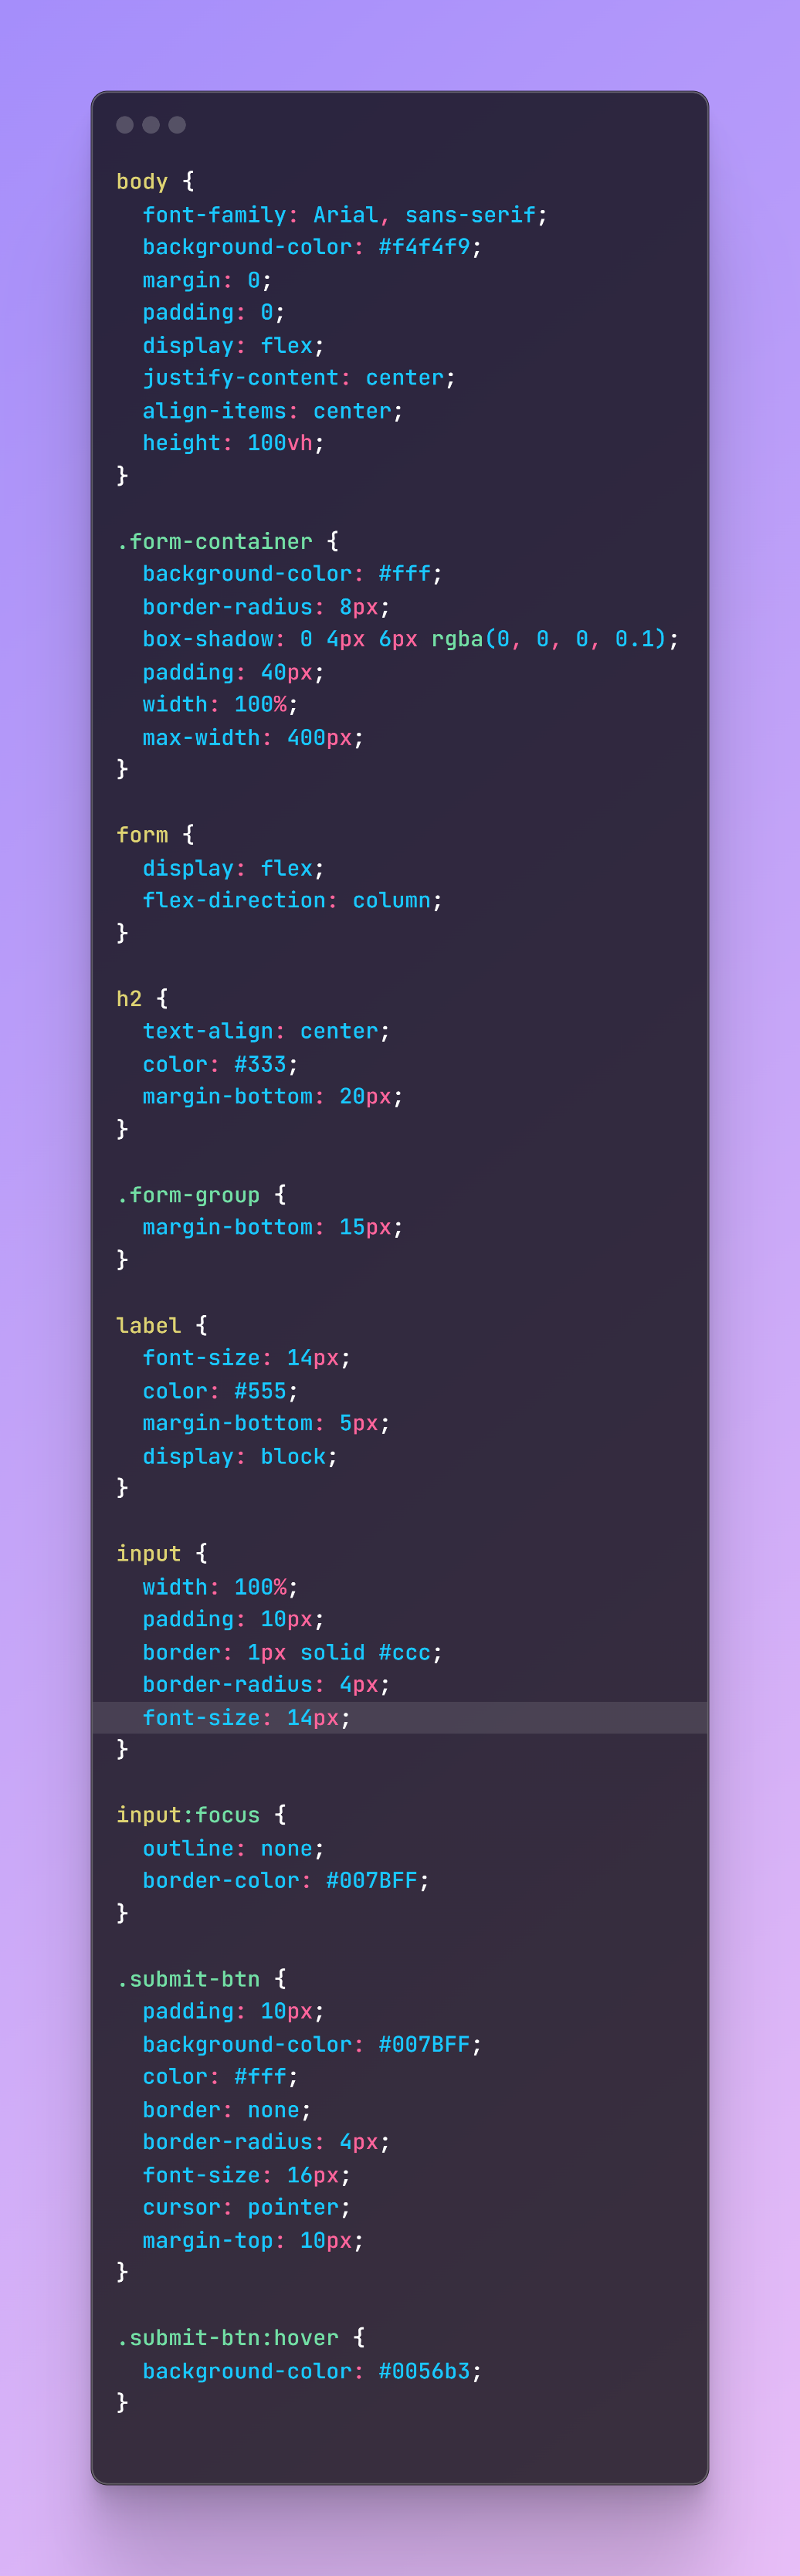 body {
  font-family: Arial, sans-serif;
  background-color: #f4f4f9;
  margin: 0;
  padding: 0;
  display: flex;
  justify-content: center;
  align-items: center;
  height: 100vh;
}

.form-container {
  background-color: #fff;
  border-radius: 8px;
  box-shadow: 0 4px 6px rgba(0, 0, 0, 0.1);
  padding: 40px;
  width: 100%;
  max-width: 400px;
}

form {
  display: flex;
  flex-direction: column;
}

h2 {
  text-align: center;
  color: #333;
  margin-bottom: 20px;
}

.form-group {
  margin-bottom: 15px;
}

label {
  font-size: 14px;
  color: #555;
  margin-bottom: 5px;
  display: block;
}

input {
  width: 100%;
  padding: 10px;
  border: 1px solid #ccc;
  border-radius: 4px;
  font-size: 14px;
}

input:focus {
  outline: none;
  border-color: #007BFF;
}

.submit-btn {
  padding: 10px;
  background-color: #007BFF;
  color: #fff;
  border: none;
  border-radius: 4px;
  font-size: 16px;
  cursor: pointer;
  margin-top: 10px;
}

.submit-btn:hover {
  background-color: #0056b3;
}